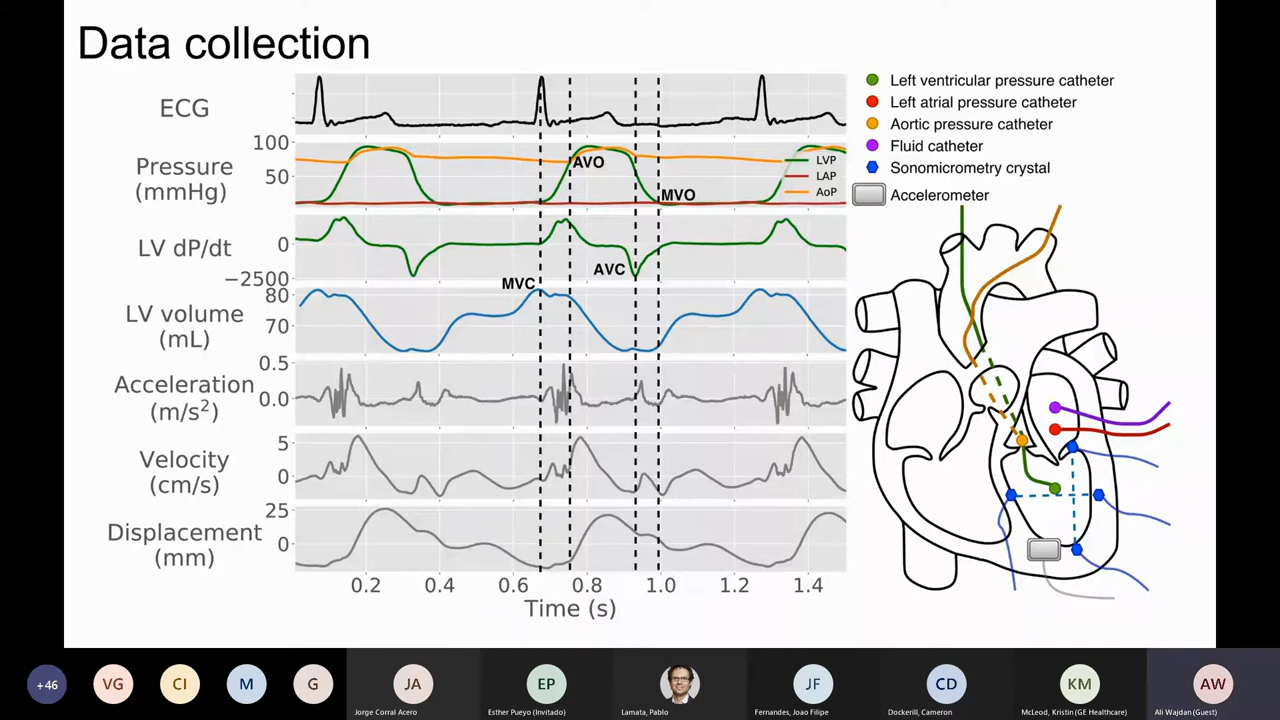 Data collection
ECG
Pressure
(mmHg)
100
50
AVO
MVO
LVP
LAP
AoP
LV dP/dt
0
−2500
MVC
AVC
LV volume
(mL)
80
70
Acceleration
(m/s²)
0.5
0.0
Velocity
(cm/s)
5
0
Displacement
(mm)
25
0
0.2 0.4 0.6 0.8 1.0 1.2 1.4
Time (s)
Left ventricular pressure catheter
Left atrial pressure catheter
Aortic pressure catheter
Fluid catheter
Sonomicrometry crystal
Accelerometer
+46 VG CI M G JA EP JF CD KM AW
Jorge Corral Acero
Esther Pueyo (Invitado)
Lamata, Pablo
Fernandes, Joao Filipe
Dockerill, Cameron
McLeod, Kristin (GE Healthcare)
Ali Wajdan (Guest)